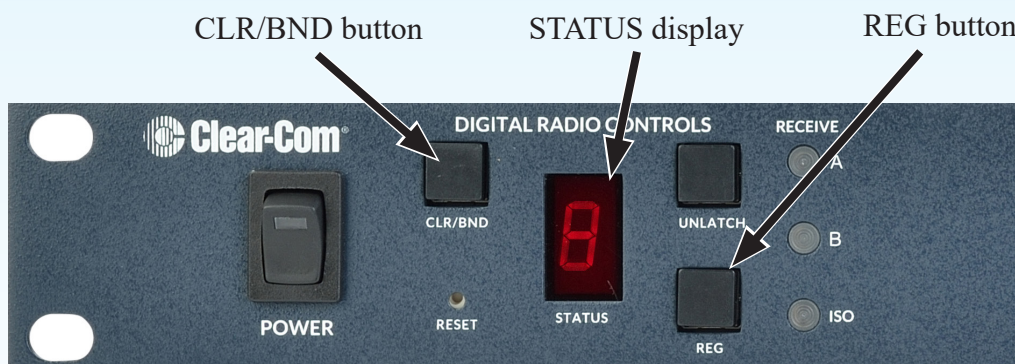 CLR/BND button
STATUS display
REG button
Clear-Com®
DIGITAL RADIO CONTROLS
RECEIVE
A
CLR/BND
UNLATCH
B
8
POWER
RESET
STATUS
ISO
REG